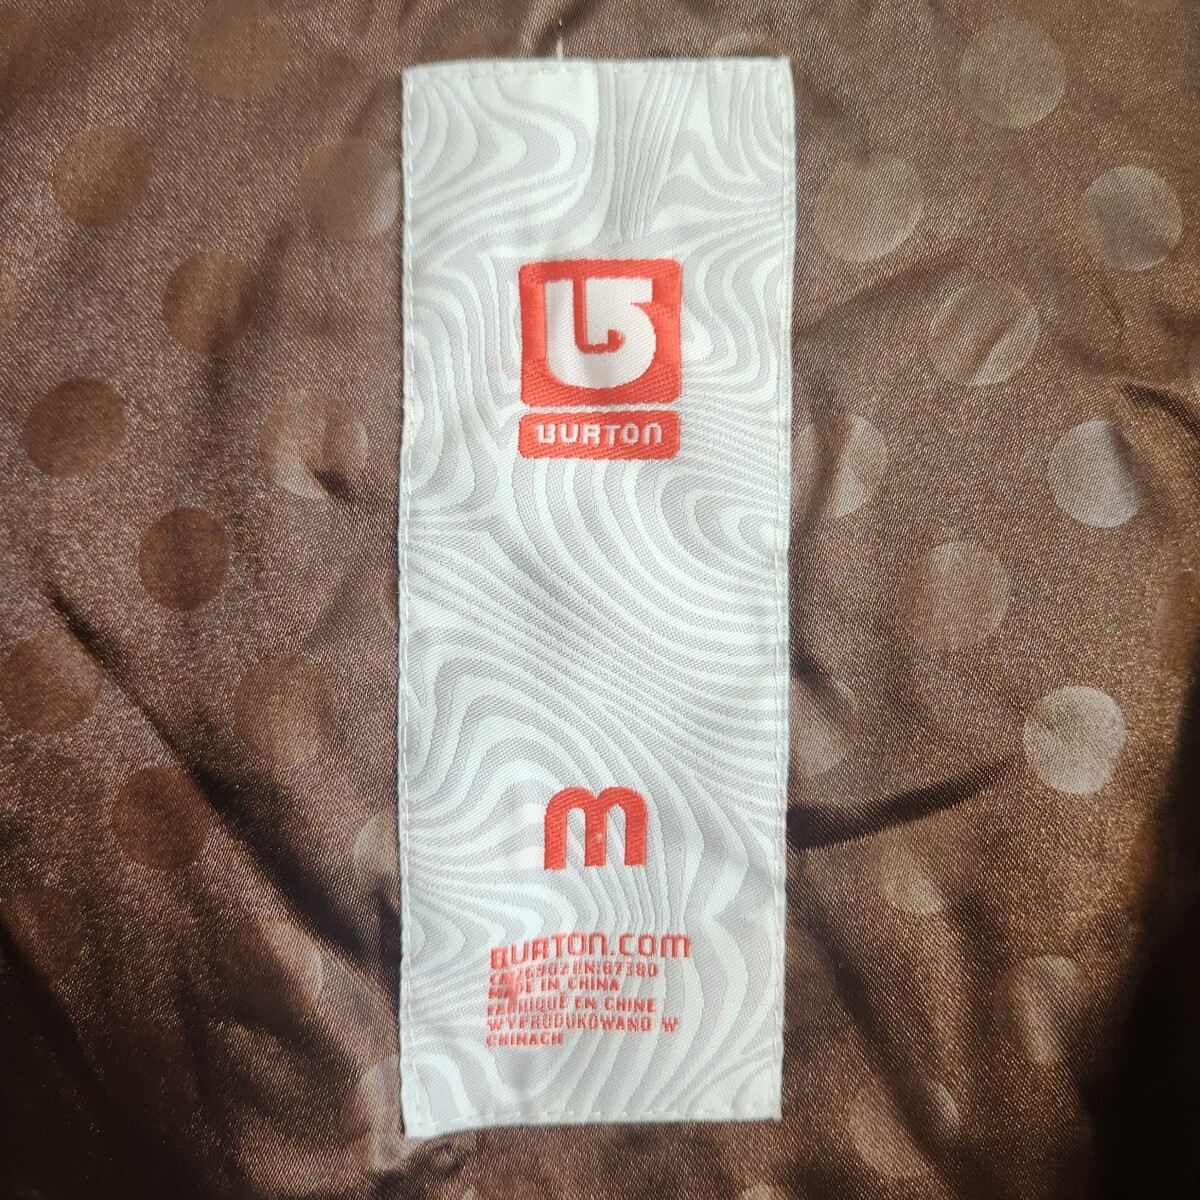 BURTON
m
BURTON.COM
MADE IN CHINA
FABRIQUÉ EN CHINE
WYPRODUKOWANO W
CHINACH